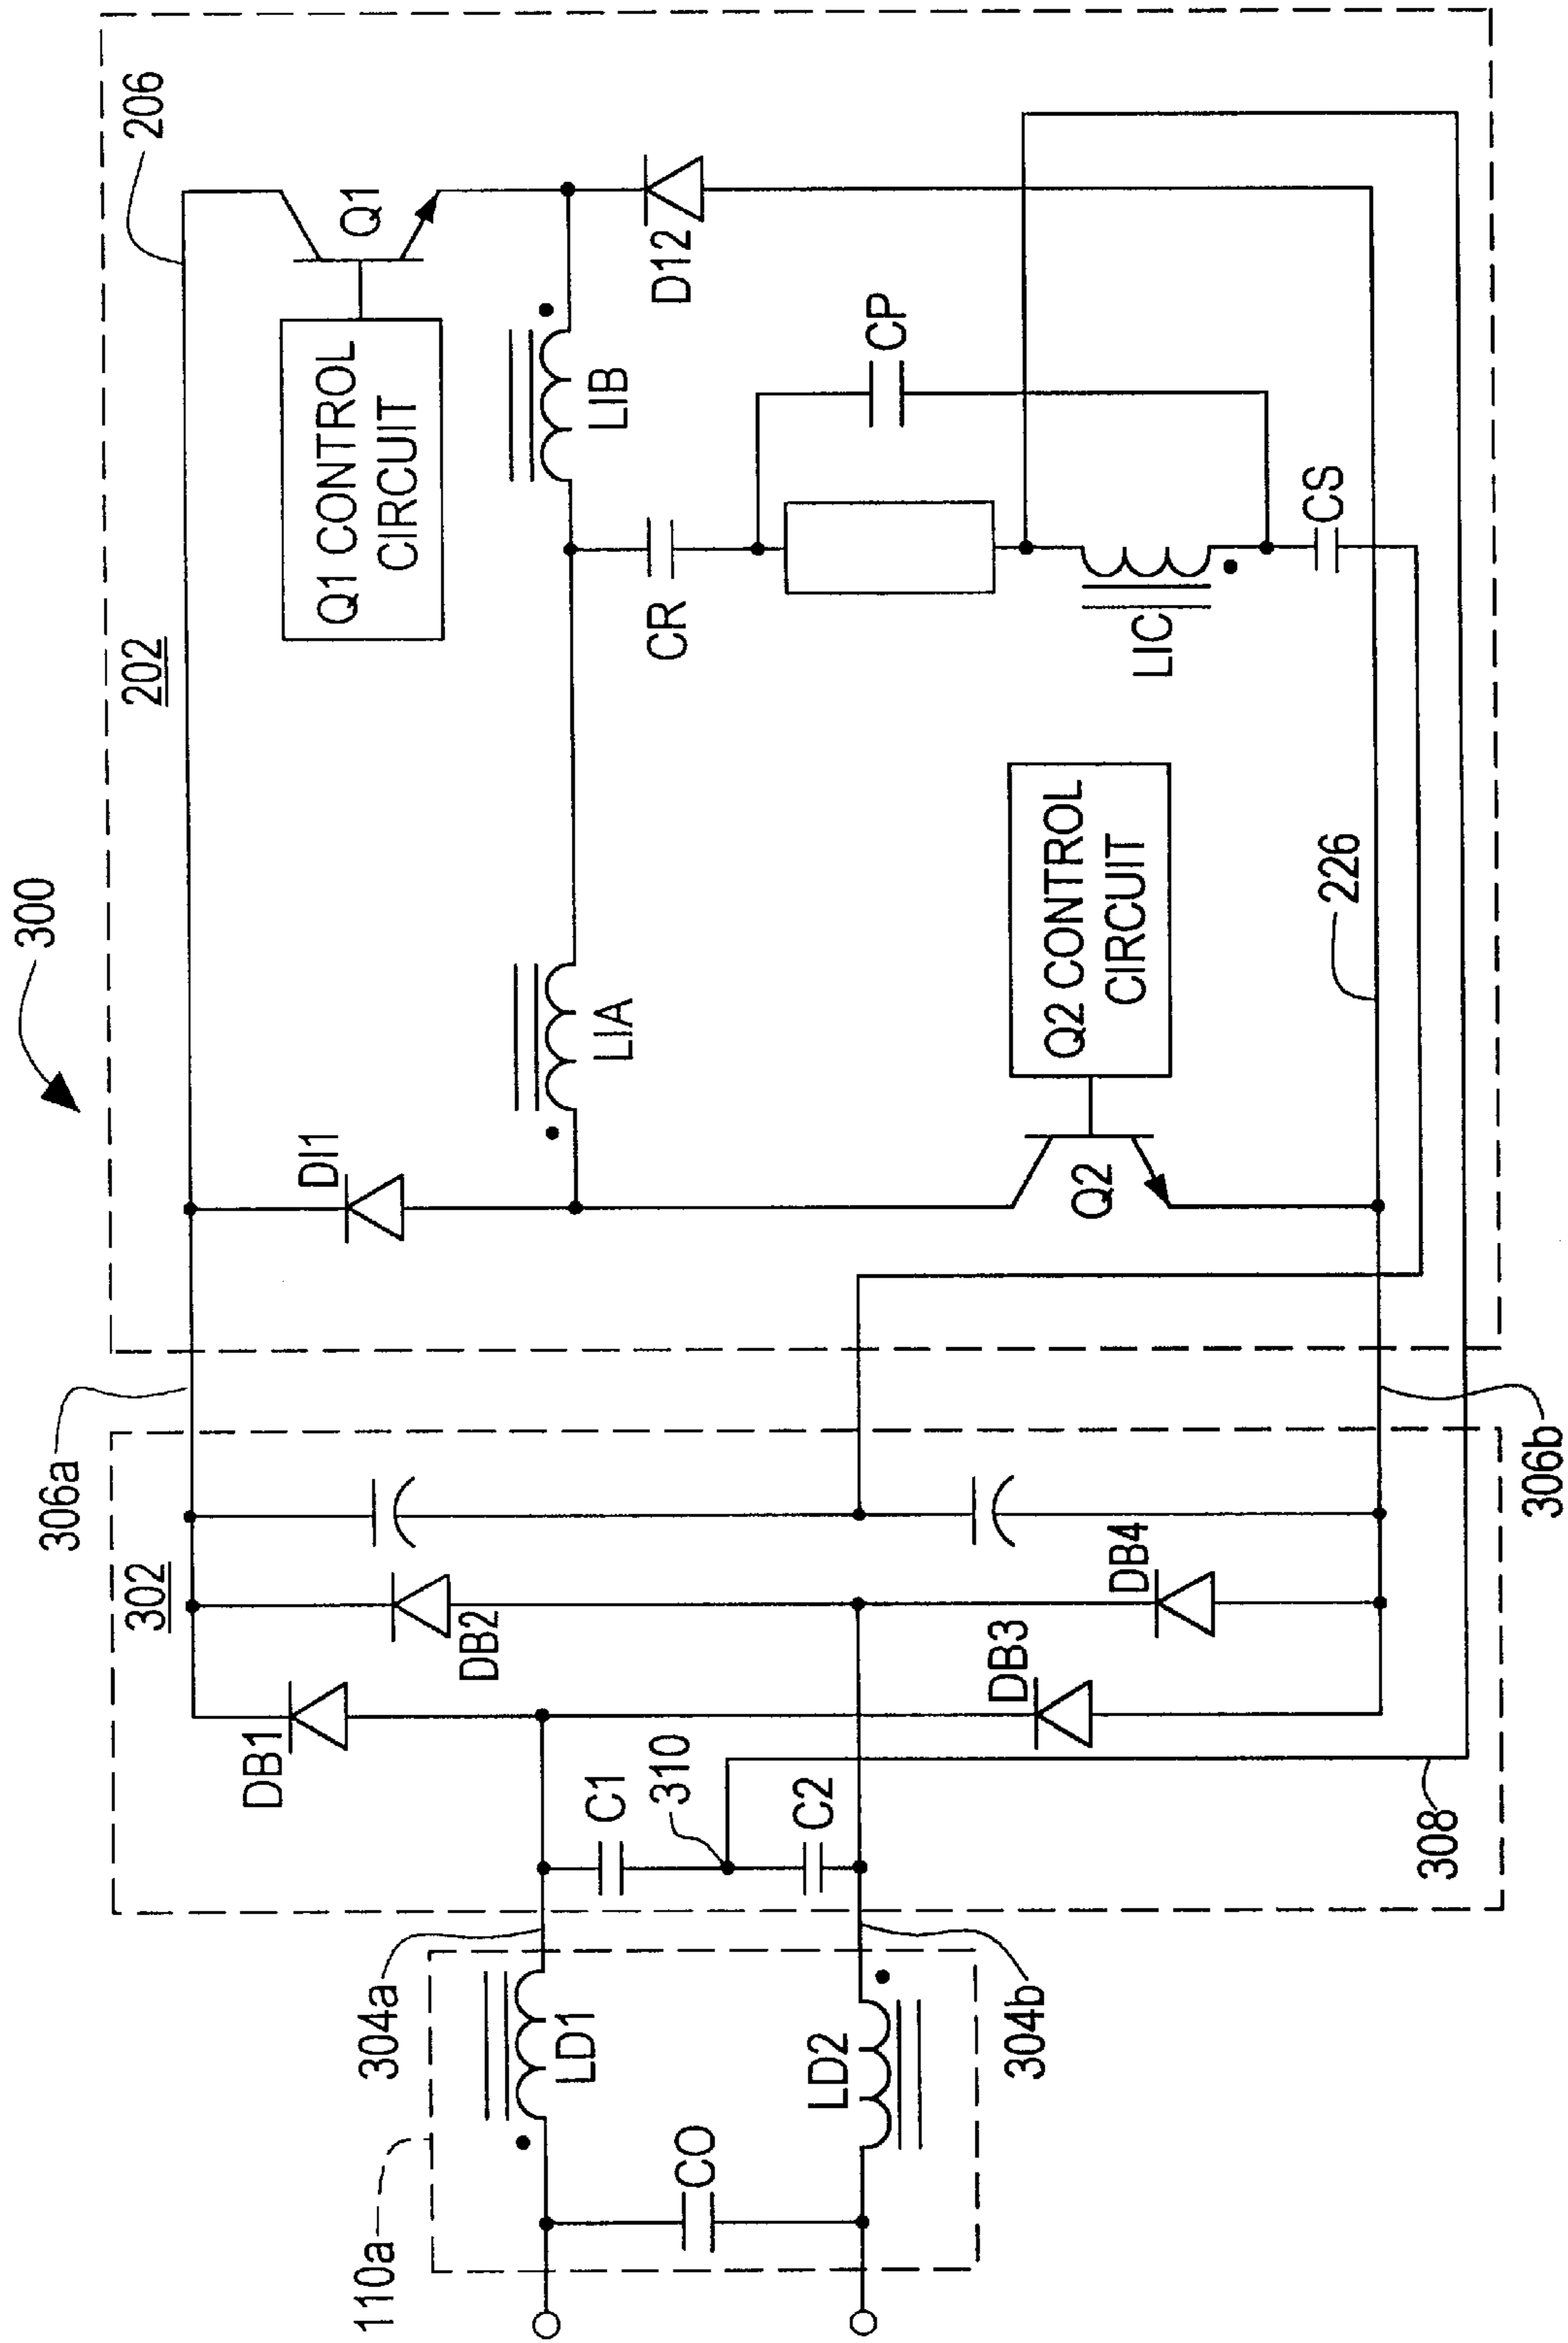 300
202
206
Q1
Q1 CONTROL
CIRCUIT
D12
LIB
CP
CR
CS
LIC
LIA
DI1
Q2 CONTROL
CIRCUIT
Q2
226
306a
306b
302
DB2
DB4
DB1
DB3
C1
310
C2
308
304a
304b
LD1
LD2
CO
110a